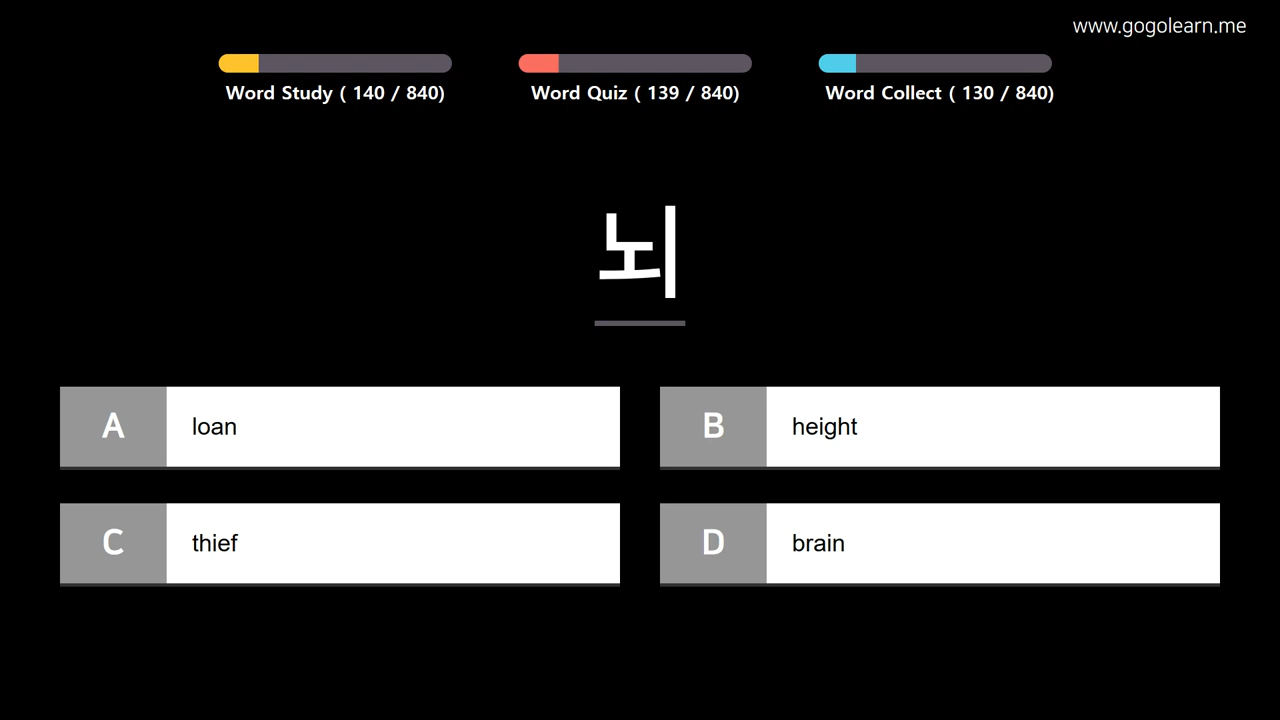 www.gogolearn.me
Word Study ( 140 / 840)
Word Quiz ( 139 / 840)
Word Collect ( 130 / 840)
뇌
A loan
B height
C thief
D brain